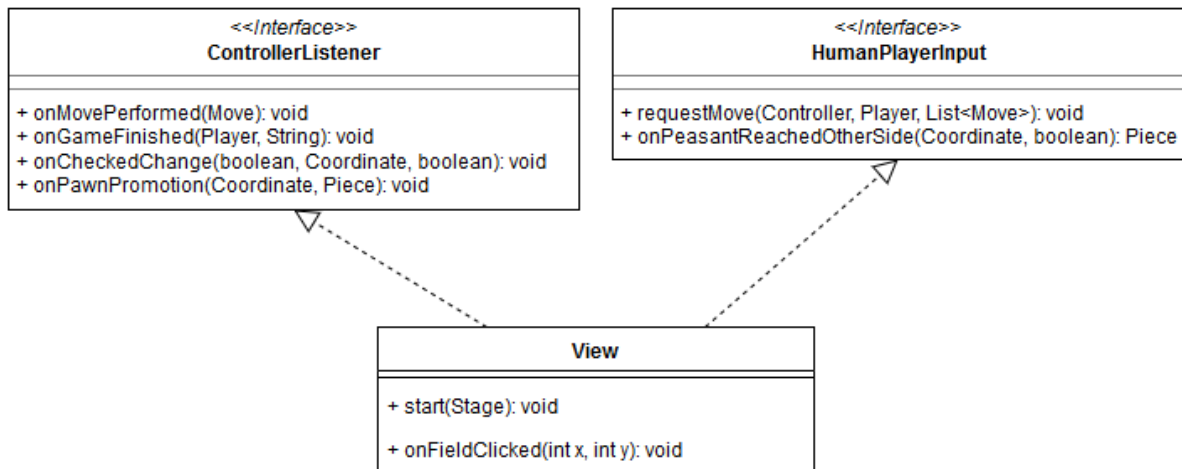 <<Interface>>
ControllerListener
+ onMovePerformed(Move): void
+ onGameFinished(Player, String): void
+ onCheckedChange(boolean, Coordinate, boolean): void
+ onPawnPromotion(Coordinate, Piece): void
<<Interface>>
HumanPlayerInput
+ requestMove(Controller, Player, List<Move>): void
+ onPeasantReachedOtherSide(Coordinate, boolean): Piece
View
+ start(Stage): void
+ onFieldClicked(int x, int y): void